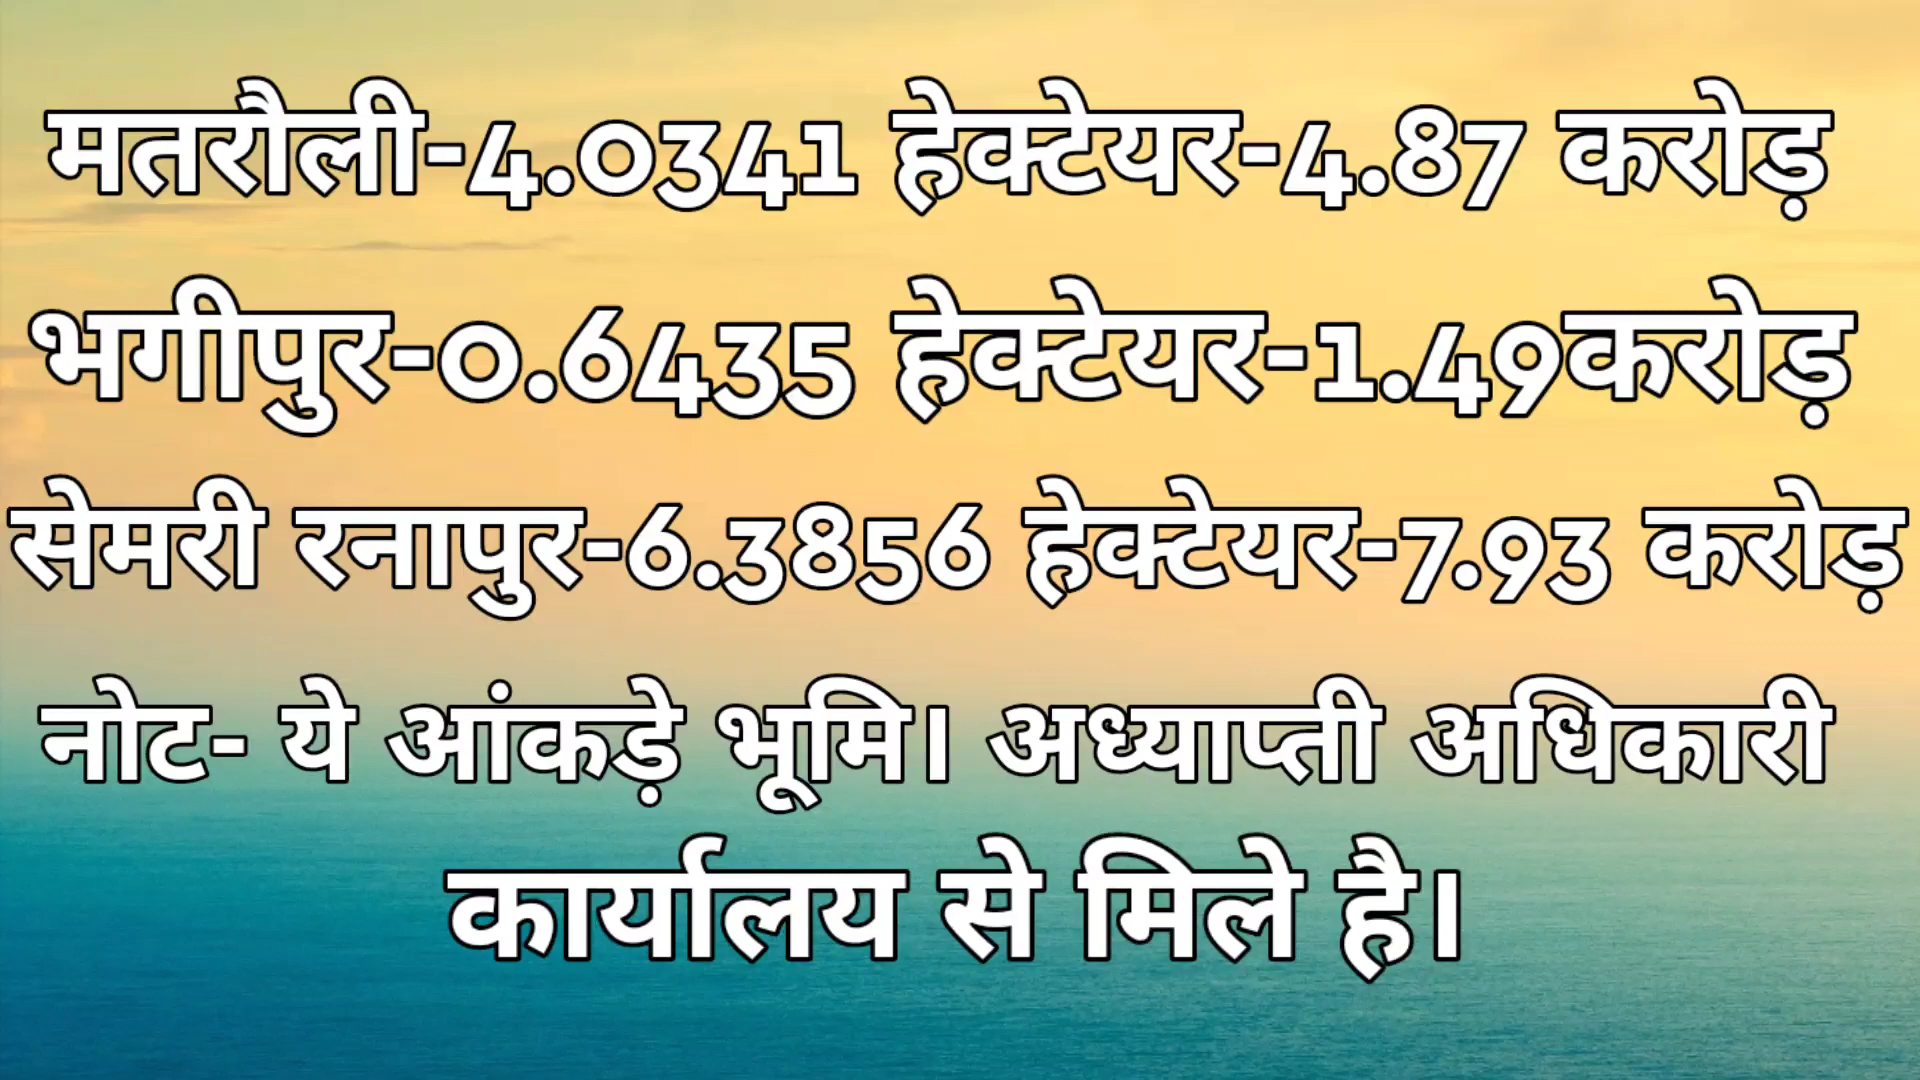 मतरौली-4.0341 हेक्टेयर-4.87 करोड़
भगीपुर-0.6435 हेक्टेयर-1.49करोड़
सेमरी रनापुर-6.3856 हेक्टेयर-7.93 करोड़
नोट- ये आंकड़े भूमि। अध्याप्ती अधिकारी
कार्यालय से मिले है।